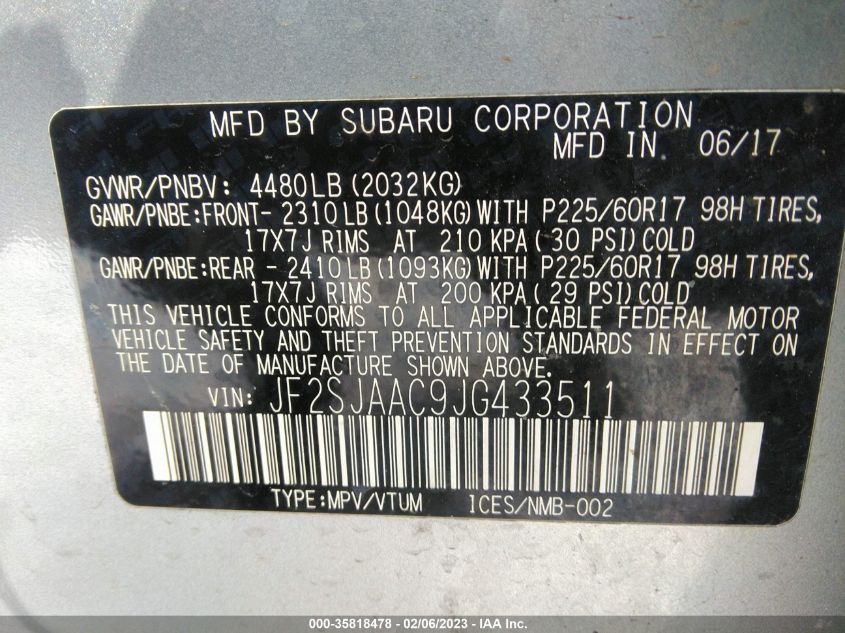 MFD BY SUBARU CORPORATION
MFD IN. 06/17
GVWR/PNBV: 4480LB (2032KG)
GAWR/PNBE:FRONT- 2310LB (1048KG) WITH P225/60R17 98H TIRES,
17X7J RIMS AT 210 KPA ( 30 PSI) COLD
GAWR/PNBE:REAR - 2410LB (1093KG) WITH P225/60R17 98H TIRES,
17X7J RIMS AT 200 KPA ( 29 PSI) COLD
THIS VEHICLE CONFORMS TO ALL APPLICABLE FEDERAL MOTOR
VEHICLE SAFETY AND THEFT PREVENTION STANDARDS IN EFFECT ON
THE DATE OF MANUFACTURE SHOWN ABOVE.
VIN: JF2SJAAC9JG433511
TYPE:MPV/VTUM ICES/NMB-002
000-35818478 - 02/06/2023 - IAA Inc.